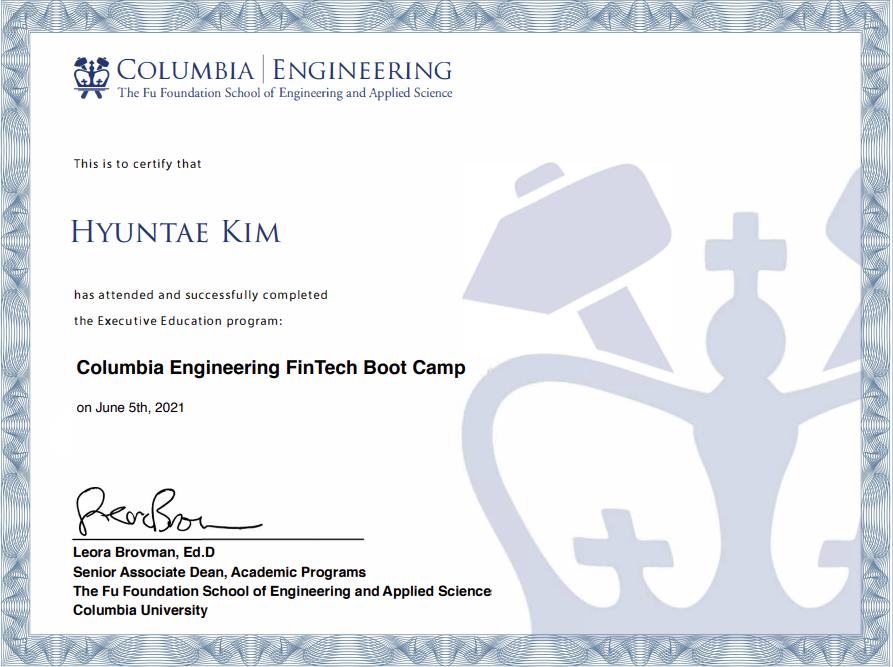 COLUMBIA | ENGINEERING
The Fu Foundation School of Engineering and Applied Science
This is to certify that
HYUNTAE KIM
has attended and successfully completed
the Executive Education program:
Columbia Engineering FinTech Boot Camp
on June 5th, 2021
Leora Brovman, Ed.D
Senior Associate Dean, Academic Programs
The Fu Foundation School of Engineering and Applied Science
Columbia University